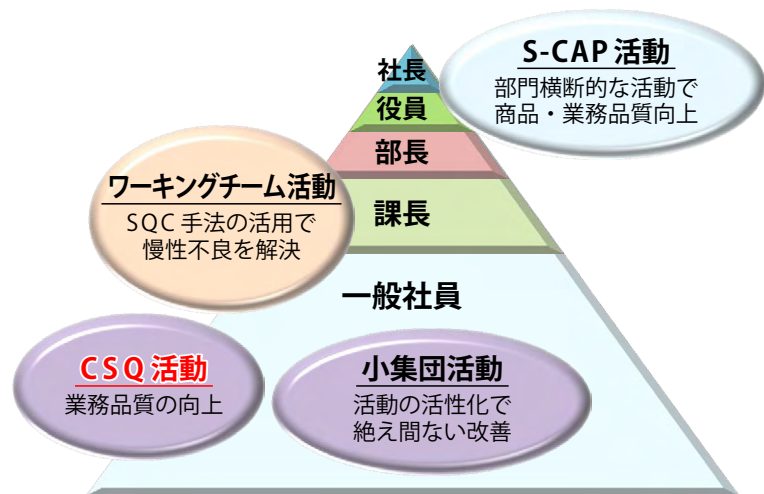 S-CAP 活動
部門横断的な活動で
商品・業務品質向上
社長
役員
部長
課長
一般社員
ワーキングチーム活動
SQC 手法の活用で
慢性不良を解決
CSQ 活動
業務品質の向上
小集団活動
活動の活性化で
絶え間ない改善